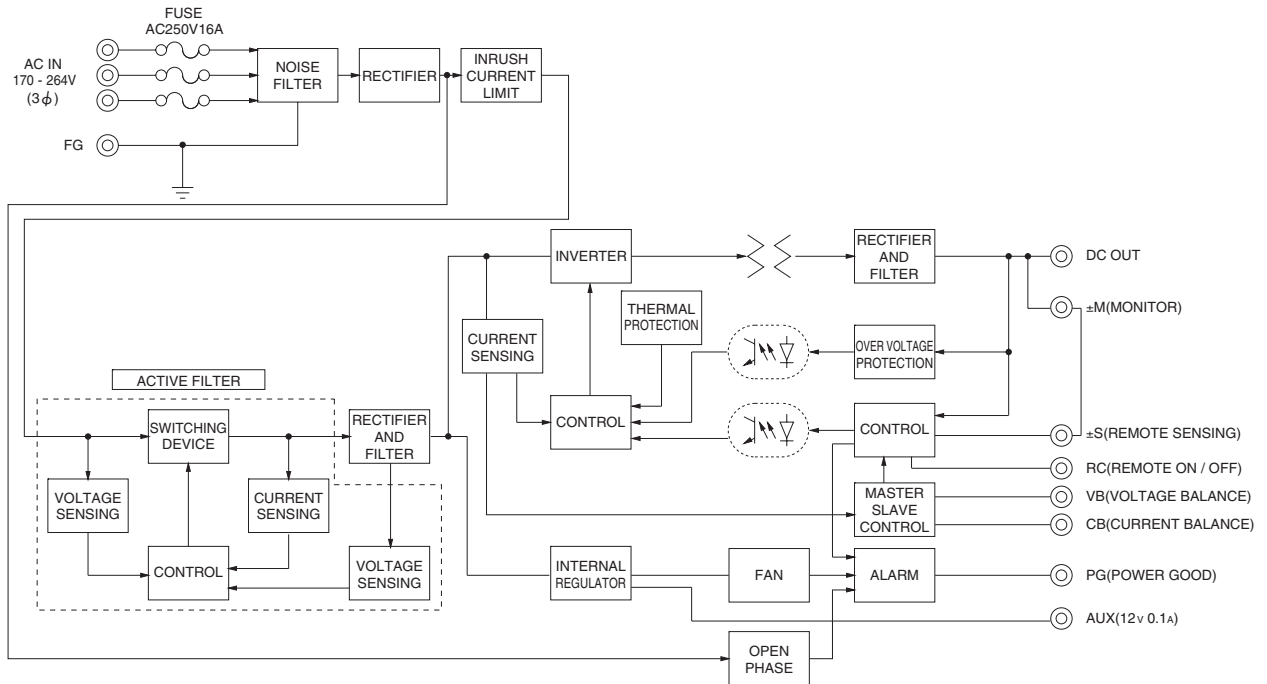 FUSE
AC250V16A
AC IN
170 - 264V
(3ϕ)
NOISE
FILTER
RECTIFIER
INRUSH
CURRENT
LIMIT
FG
INVERTER
RECTIFIER
AND
FILTER
DC OUT
THERMAL
PROTECTION
±M(MONITOR)
CURRENT
SENSING
OVER VOLTAGE
PROTECTION
ACTIVE FILTER
SWITCHING
DEVICE
RECTIFIER
AND
FILTER
CONTROL
CONTROL
±S(REMOTE SENSING)
RC(REMOTE ON / OFF)
VOLTAGE
SENSING
CURRENT
SENSING
MASTER
SLAVE
CONTROL
VB(VOLTAGE BALANCE)
CB(CURRENT BALANCE)
CONTROL
VOLTAGE
SENSING
INTERNAL
REGULATOR
FAN
ALARM
PG(POWER GOOD)
AUX(12V 0.1A)
OPEN
PHASE